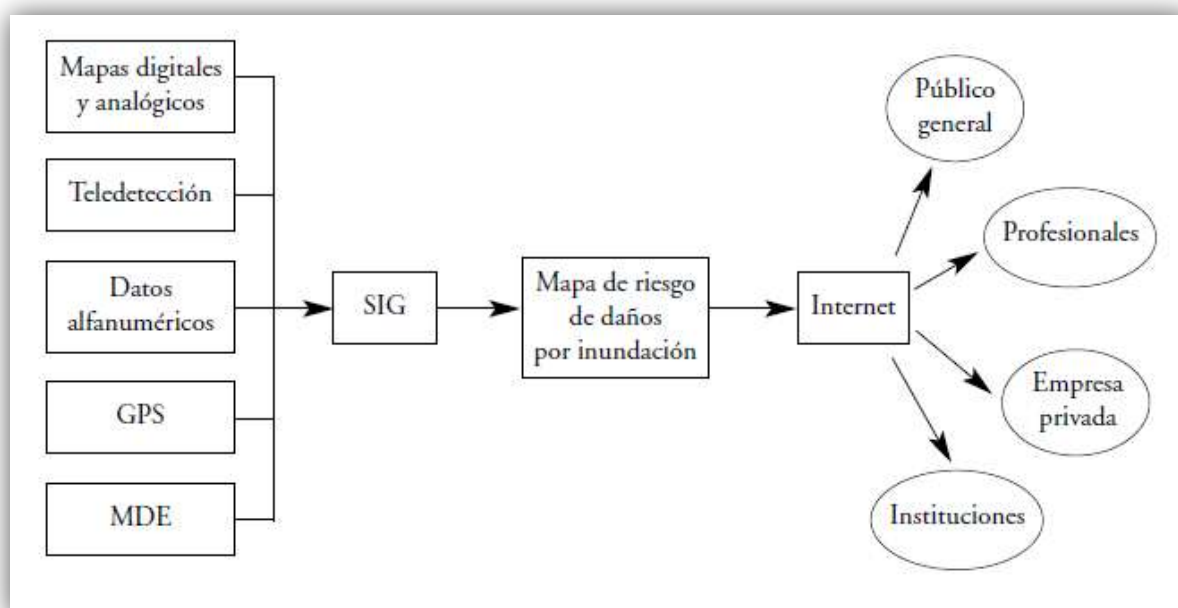 Mapas digitales
y analógicos
Teledetección
Datos
alfanuméricos
GPS
MDE
SIG
Mapa de riesgo
de daños
por inundación
Internet
Público
general
Profesionales
Empresa
privada
Instituciones